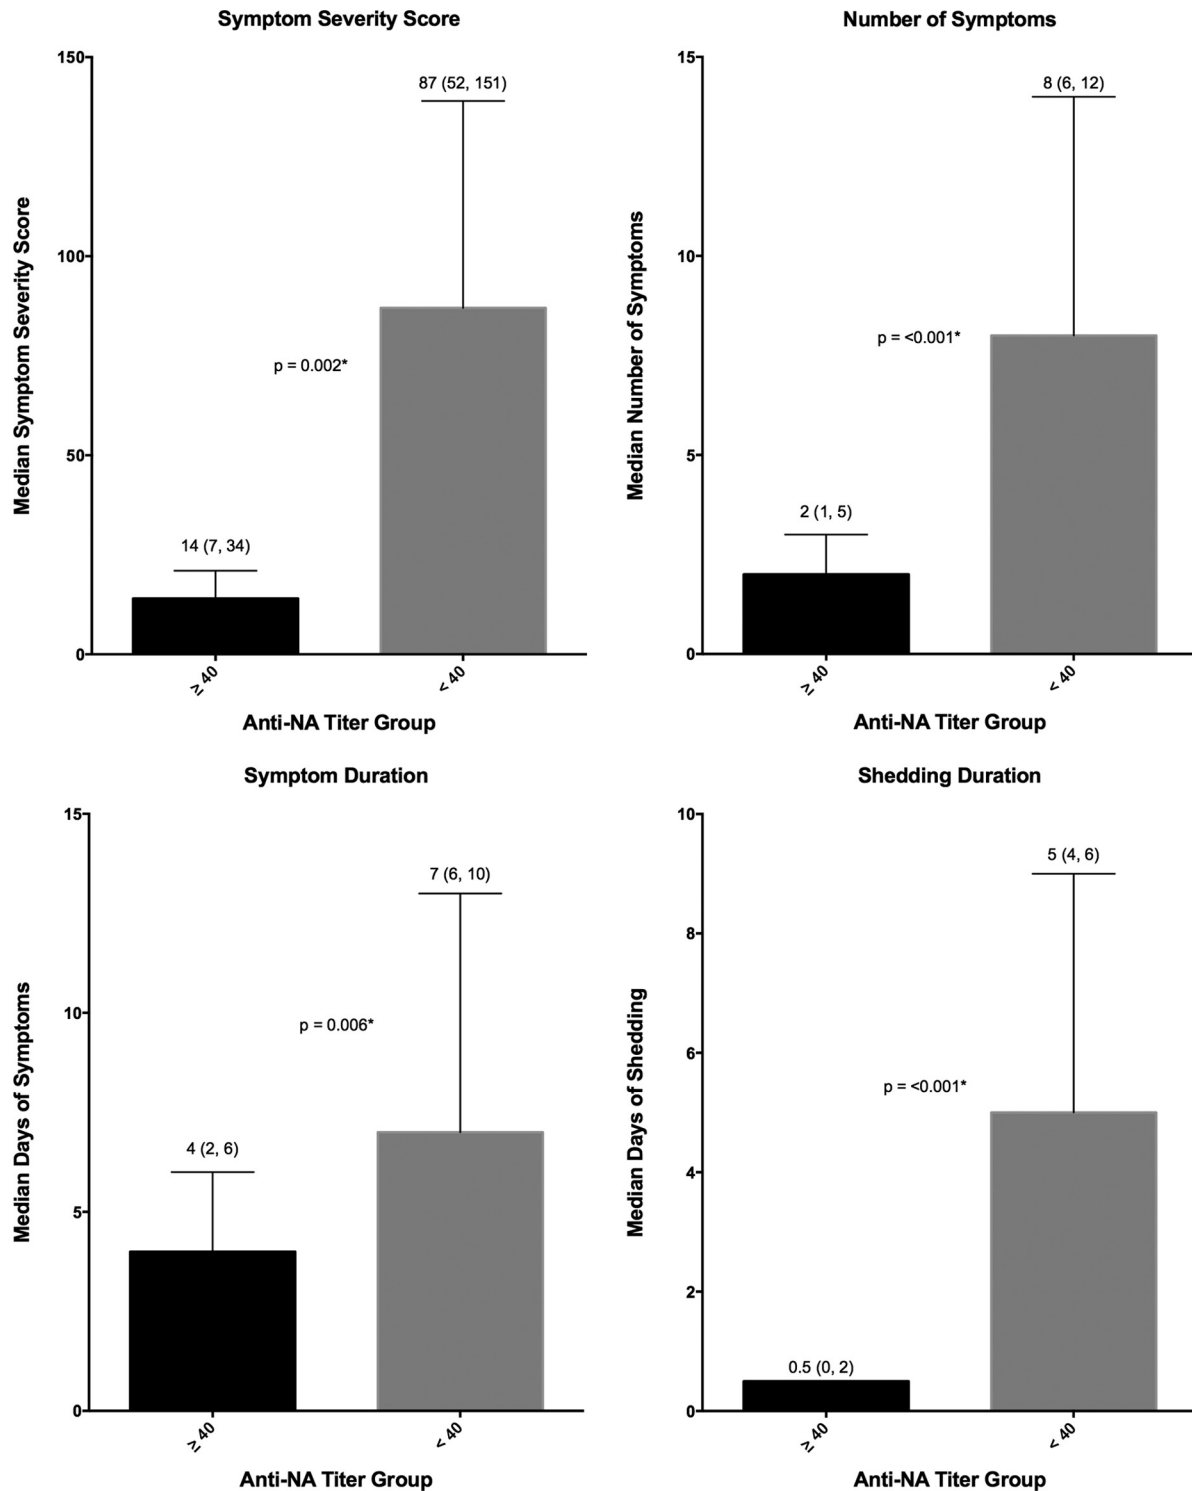 Symptom Severity Score
150
100
50
0
Median Symptom Severity Score
14 (7, 34)
87 (52, 151)
p = 0.002*
≥ 40
< 40
Anti-NA Titer Group
Number of Symptoms
15
10
5
0
Median Number of Symptoms
2 (1, 5)
8 (6, 12)
p = <0.001*
≥ 40
< 40
Anti-NA Titer Group
Symptom Duration
15
10
5
0
Median Days of Symptoms
4 (2, 6)
7 (6, 10)
p = 0.006*
≥ 40
< 40
Anti-NA Titer Group
Shedding Duration
10
8
6
4
2
0
Median Days of Shedding
0.5 (0, 2)
5 (4, 6)
p = <0.001*
≥ 40
< 40
Anti-NA Titer Group